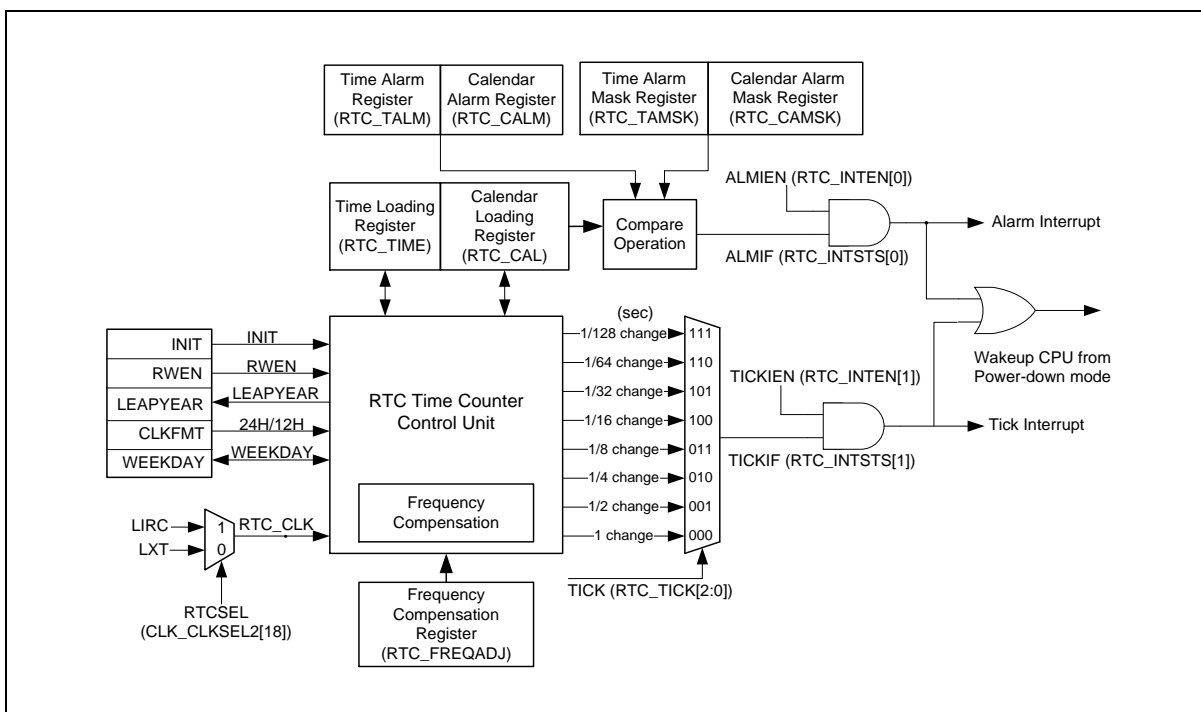 Time Alarm
Register
(RTC_TALM)
Calendar
Alarm Register
(RTC_CALM)
Time Alarm
Mask Register
(RTC_TAMSK)
Calendar Alarm
Mask Register
(RTC_CAMSK)
Time Loading
Register
(RTC_TIME)
Calendar
Loading
Register
(RTC_CAL)
Compare
Operation
ALMIEN (RTC_INTEN[0])
ALMIF (RTC_INTSTS[0])
Alarm Interrupt
INIT
RWEN
LEAPYEAR
CLKFMT
WEEKDAY
INIT
RWEN
LEAPYEAR
24H/12H
WEEKDAY
RTC Time Counter
Control Unit
Frequency
Compensation
(sec)
1/128 change
1/64 change
1/32 change
1/16 change
1/8 change
1/4 change
1/2 change
1 change
111
110
101
100
011
010
001
000
TICKIEN (RTC_INTEN[1])
TICKIF (RTC_INTSTS[1])
Wakeup CPU from
Power-down mode
Tick Interrupt
LIRC
LXT
1
0
RTC_CLK
RTCSEL
(CLK_CLKSEL2[18])
Frequency
Compensation
Register
(RTC_FREQADJ)
TICK (RTC_TICK[2:0])